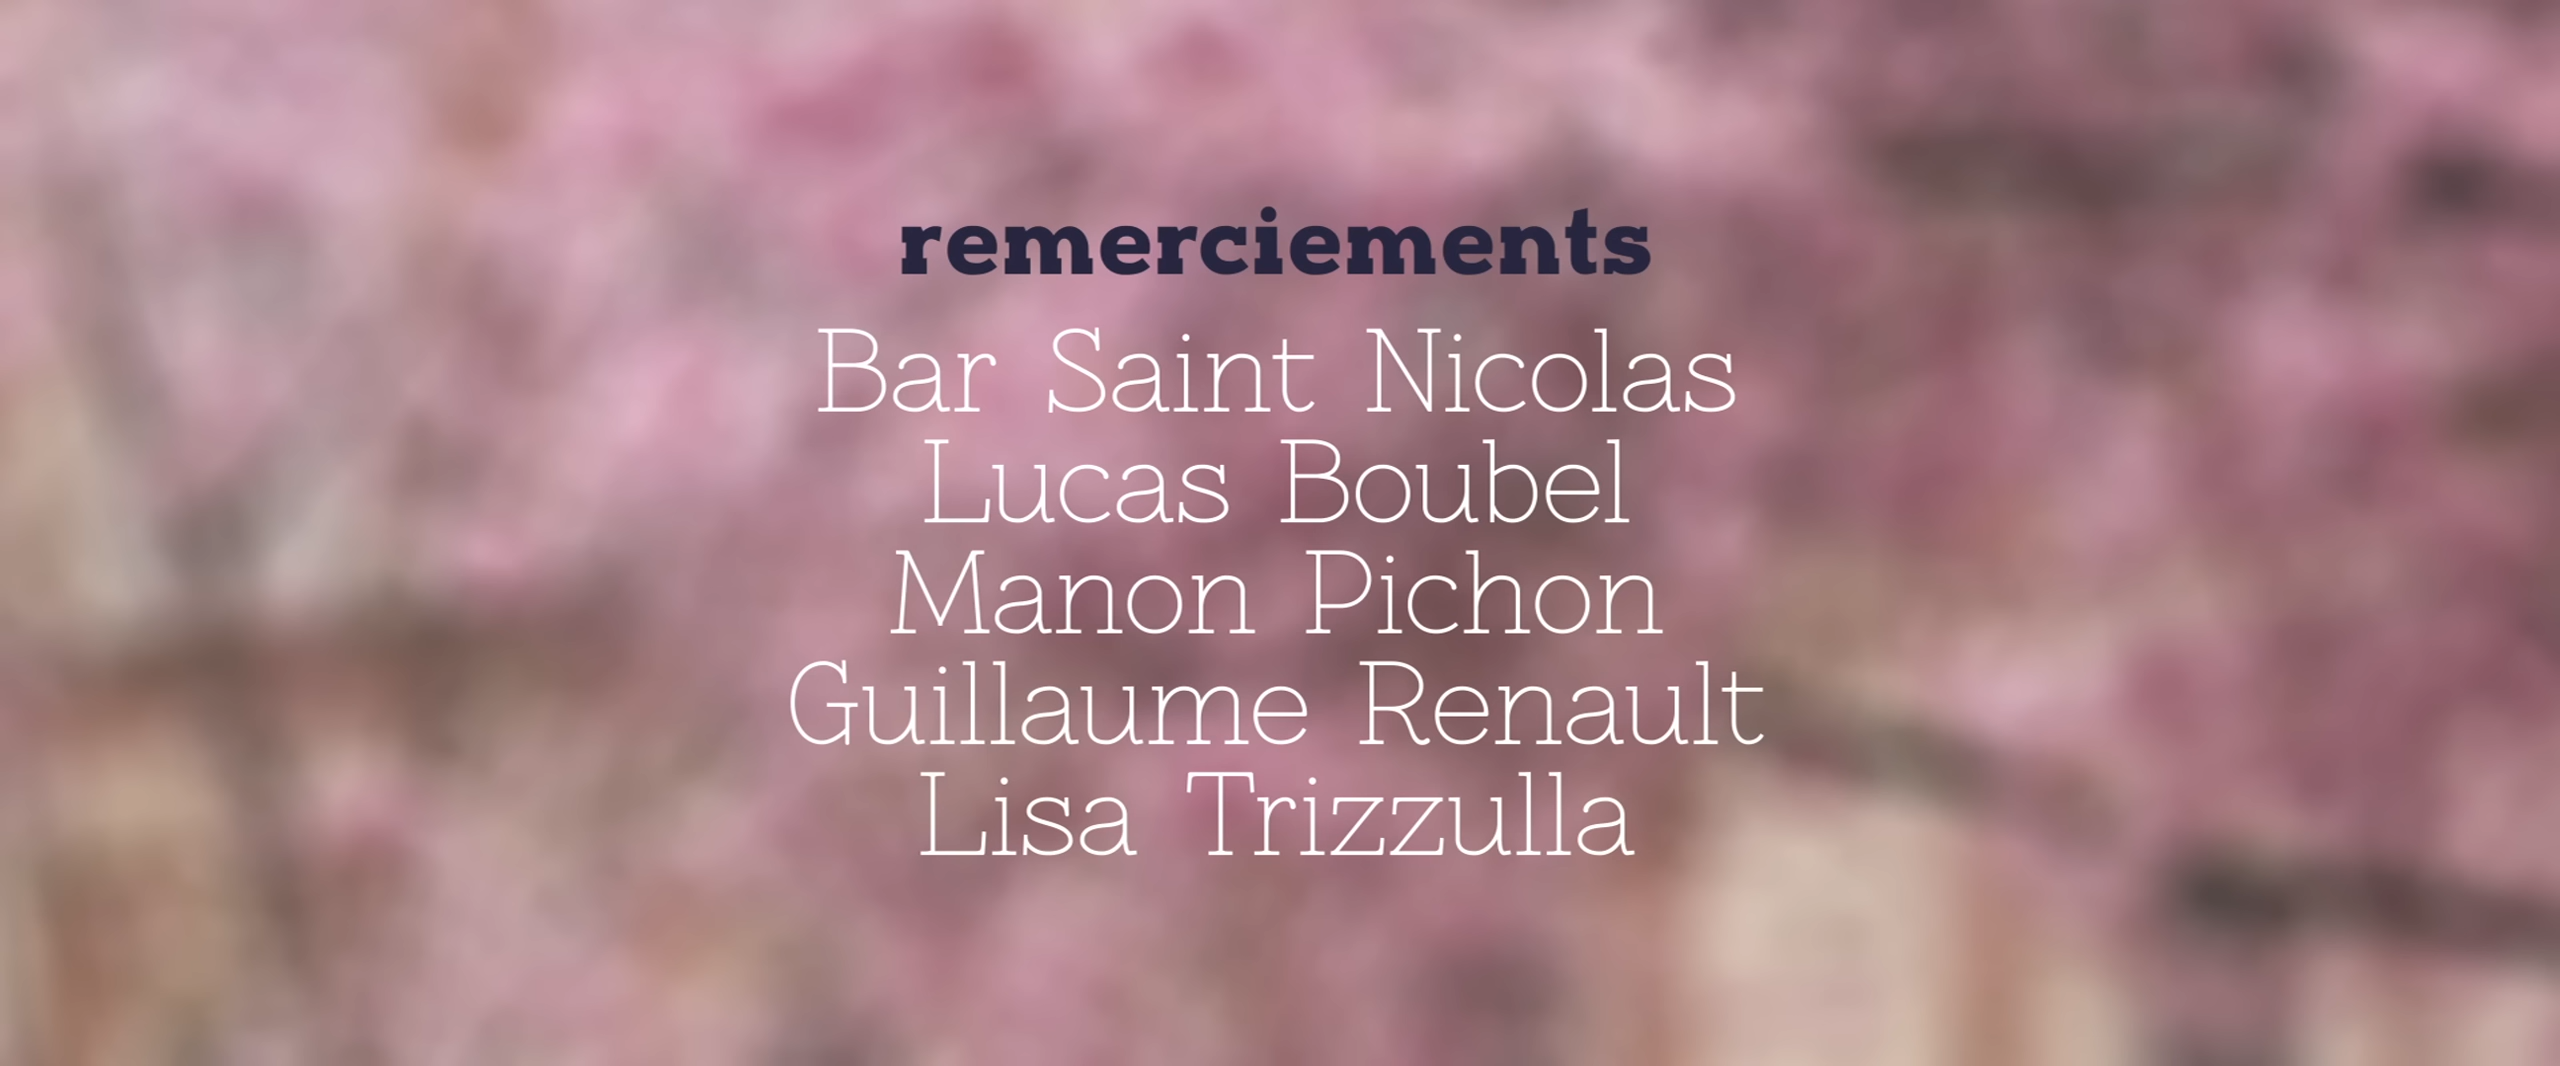 remerciements
Bar Saint Nicolas
Lucas Boubel
Manon Pichon
Guillaume Renault
Lisa Trizzulla